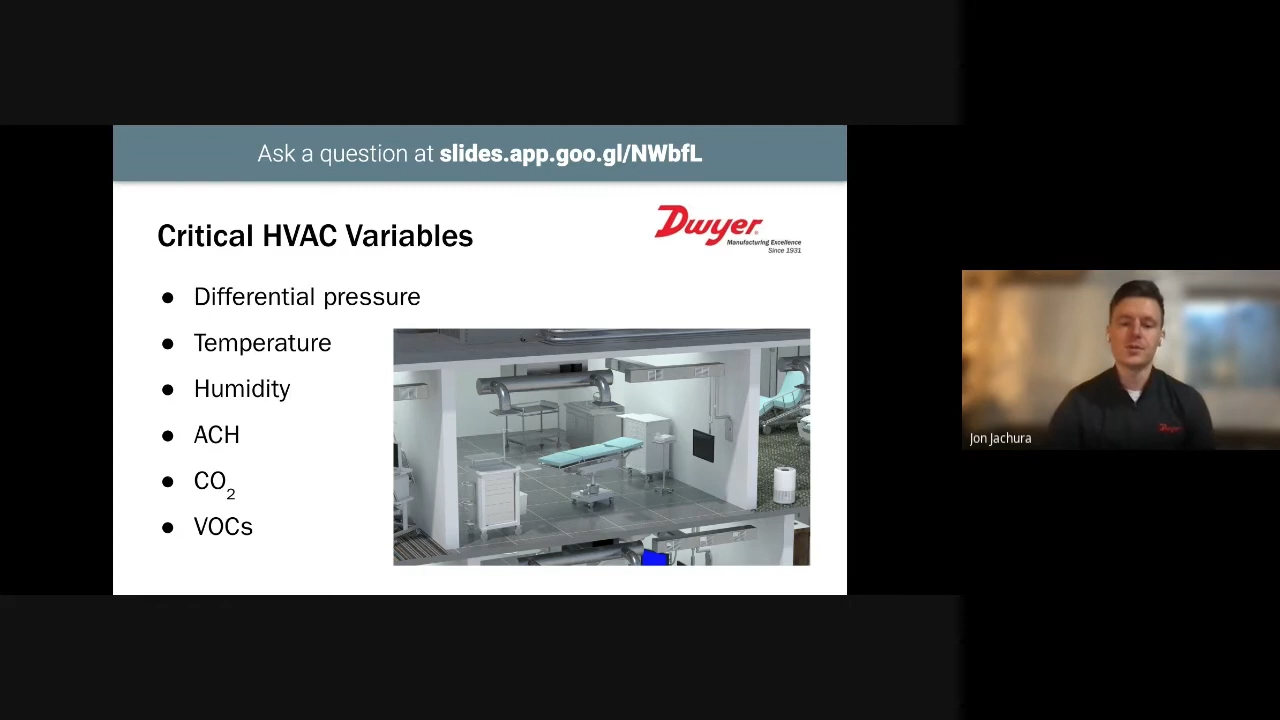 Ask a question at slides.app.goo.gl/NWbfL
Critical HVAC Variables
Dwyer®
Manufacturing Excellence
Since 1931
● Differential pressure
● Temperature
● Humidity
● ACH
● CO₂
● VOCs
Dwyer
Jon Jachura